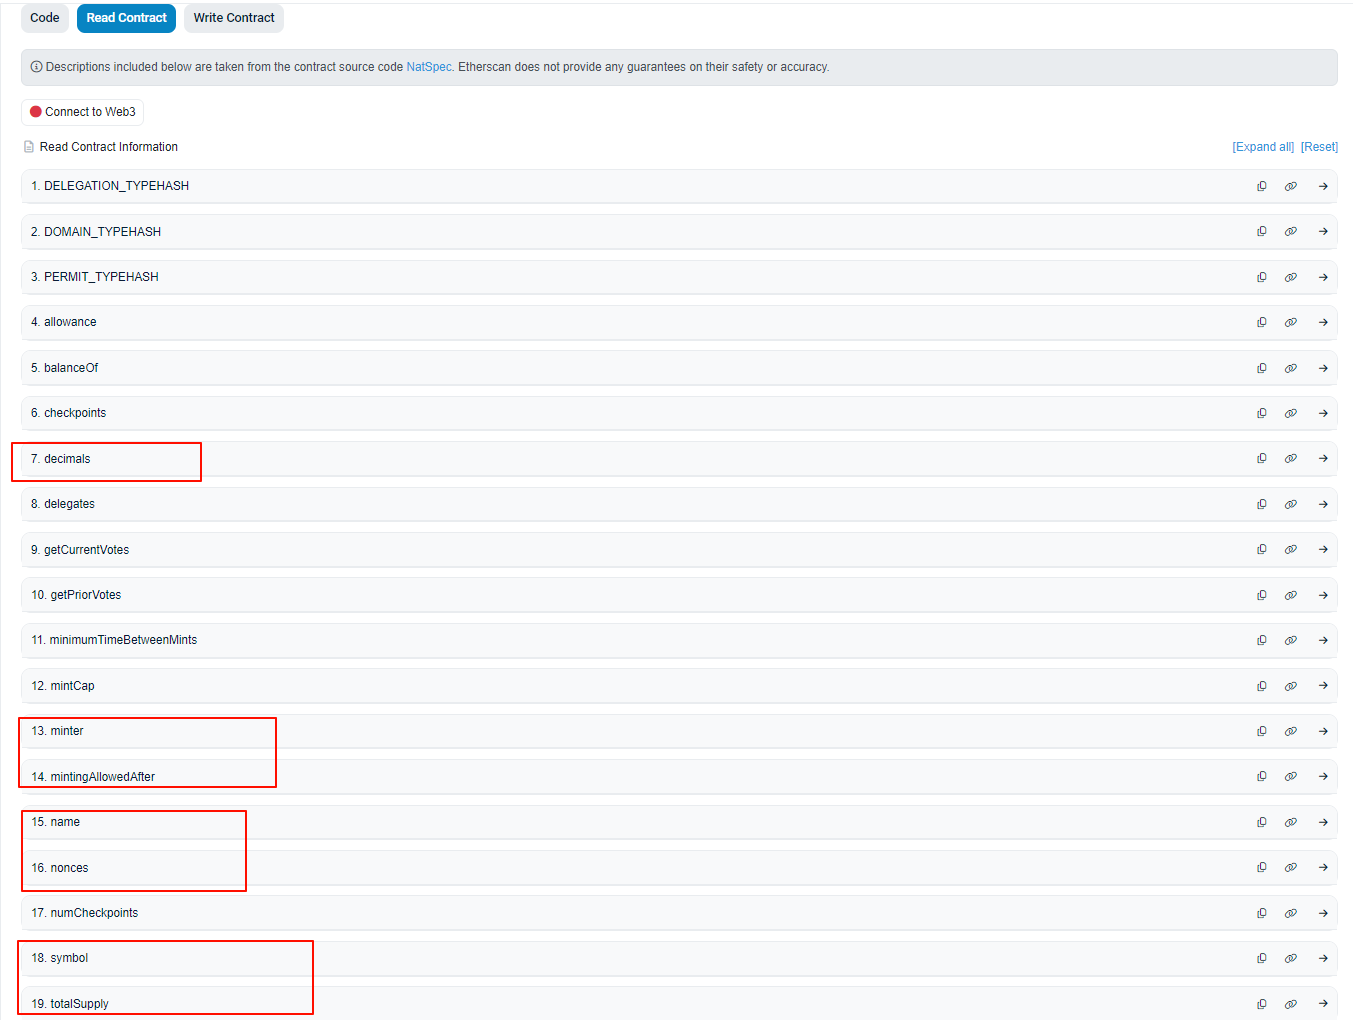 Code Read Contract Write Contract
Descriptions included below are taken from the contract source code NatSpec. Etherscan does not provide any guarantees on their safety or accuracy.
Connect to Web3
Read Contract Information [Expand all] [Reset]
1. DELEGATION_TYPEHASH
2. DOMAIN_TYPEHASH
3. PERMIT_TYPEHASH
4. allowance
5. balanceOf
6. checkpoints
7. decimals
8. delegates
9. getCurrentVotes
10. getPriorVotes
11. minimumTimeBetweenMints
12. mintCap
13. minter
14. mintingAllowedAfter
15. name
16. nonces
17. numCheckpoints
18. symbol
19. totalSupply